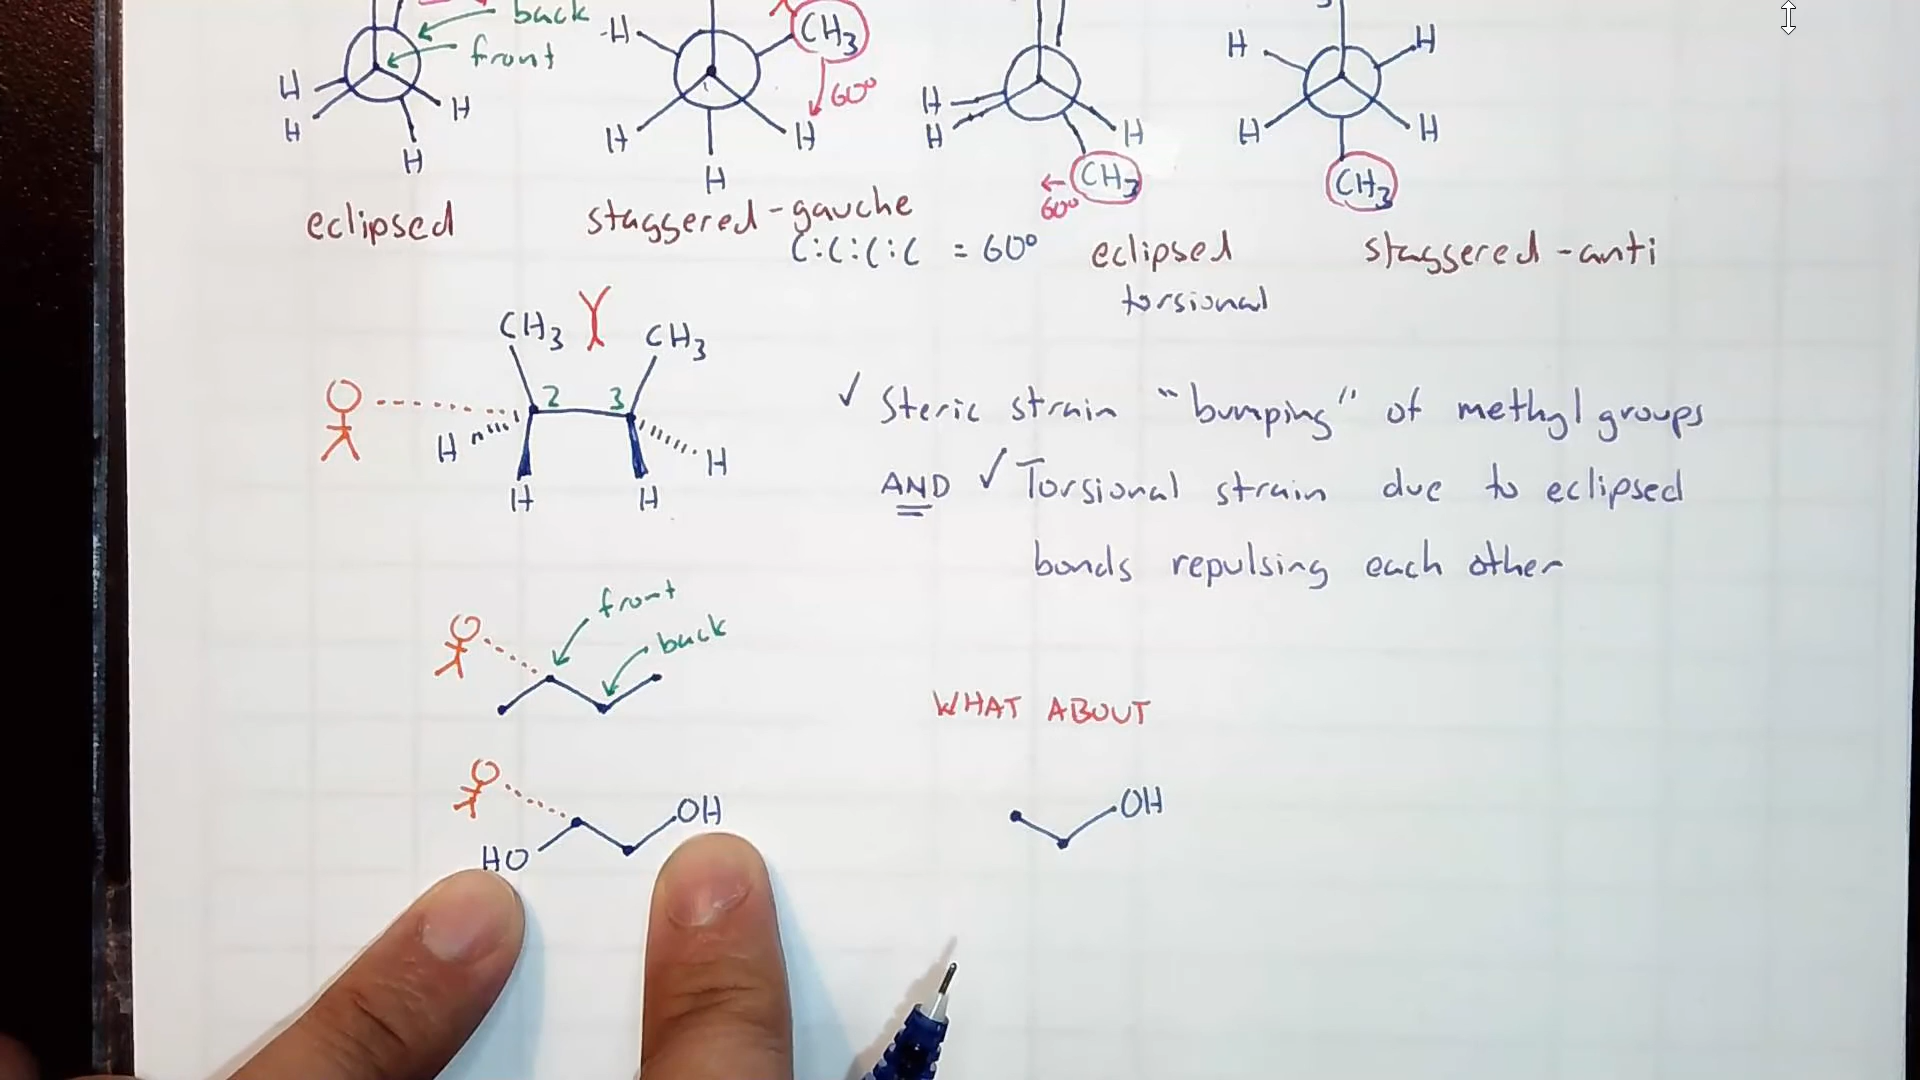 back
front
H
H
H
H
-H
CH3
60°
H
H
H
H
H
H
CH3
60°
H
H
H
H
CH3
eclipsed
staggered-gauche
C:C:C:C = 60°
eclipsed
torsional
staggered-anti
CH3
CH3
2
3
H
H
H
H
✓ Steric strain "bumping" of methyl groups
AND ✓ Torsional strain due to eclipsed
bonds repulsing each other
front
back
WHAT ABOUT
HO
OH
OH